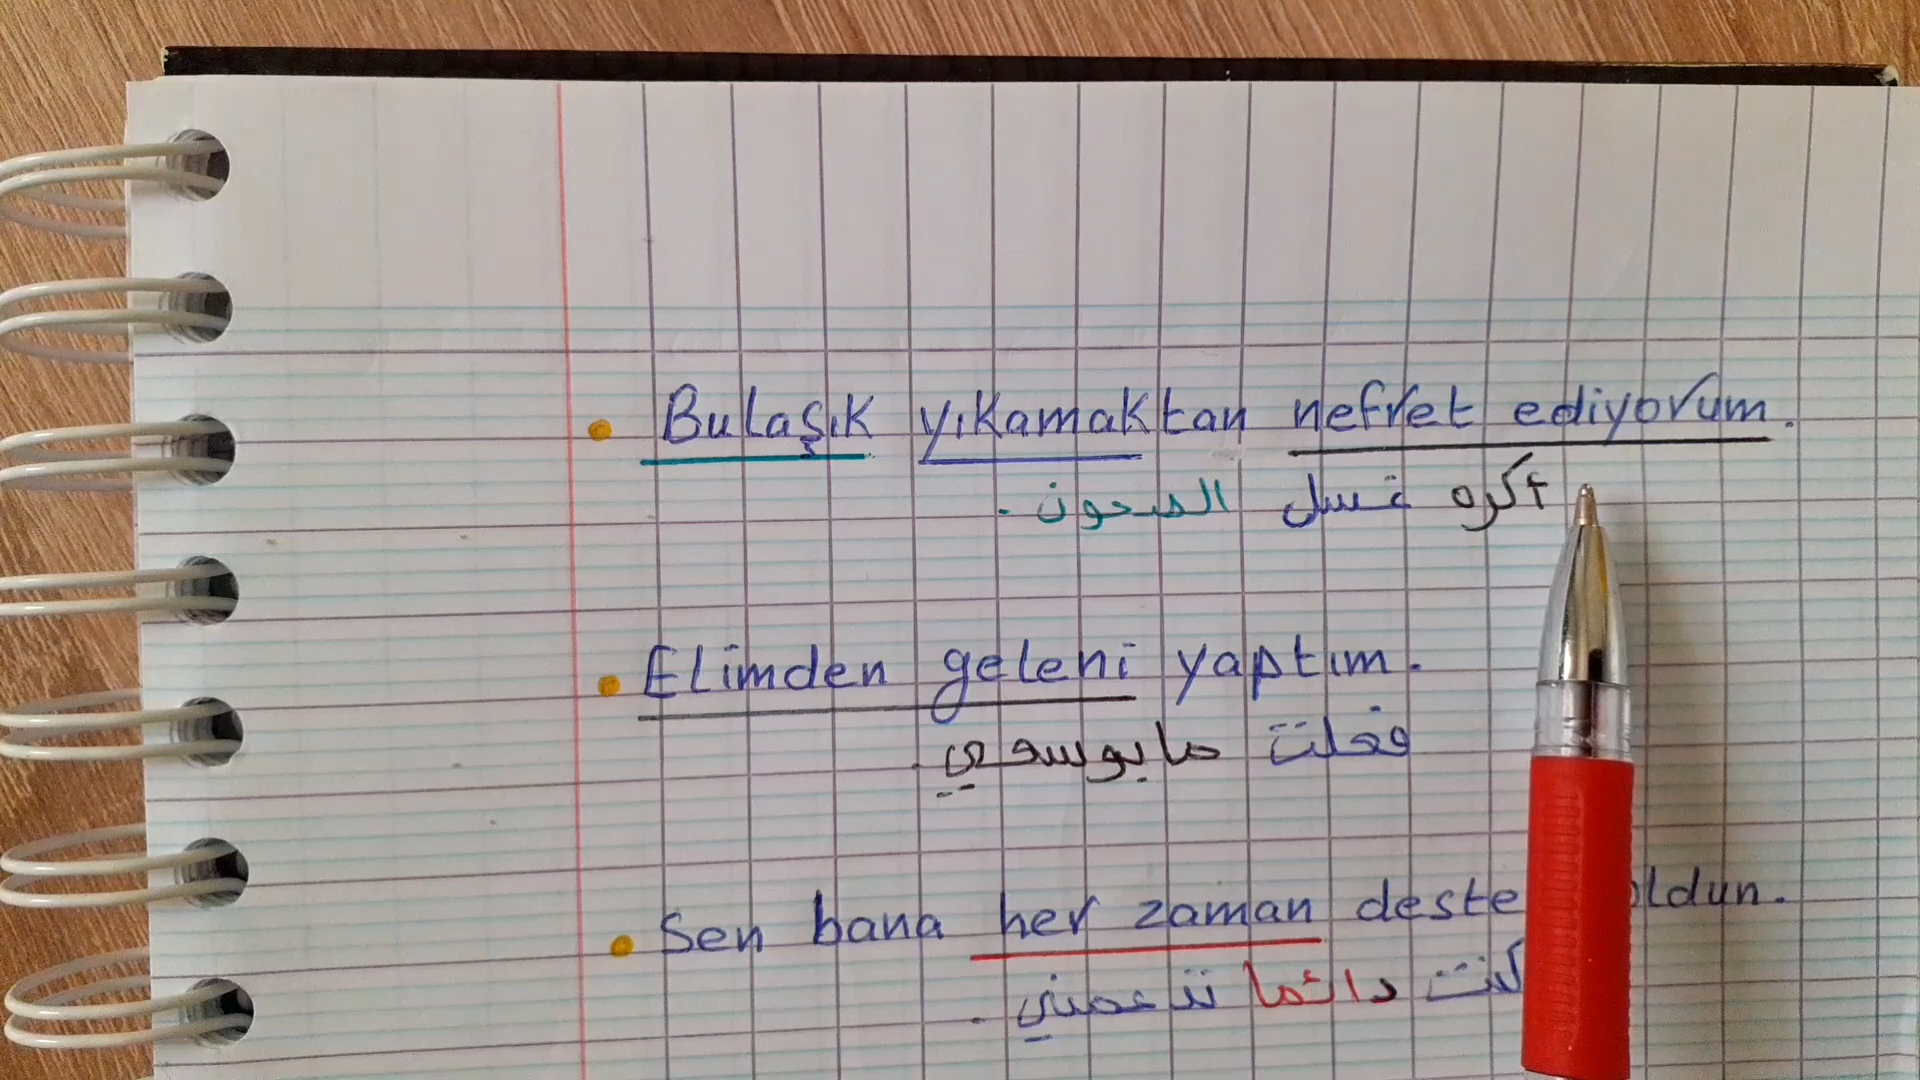 Bulaşık yıkamaktan nefret ediyorum.
أكره غسل الصحون.
Elimden geleni yaptım.
فعلت ما بوسعي.
Sen bana her zaman deste oldun.
كنت دائما تدعمني.